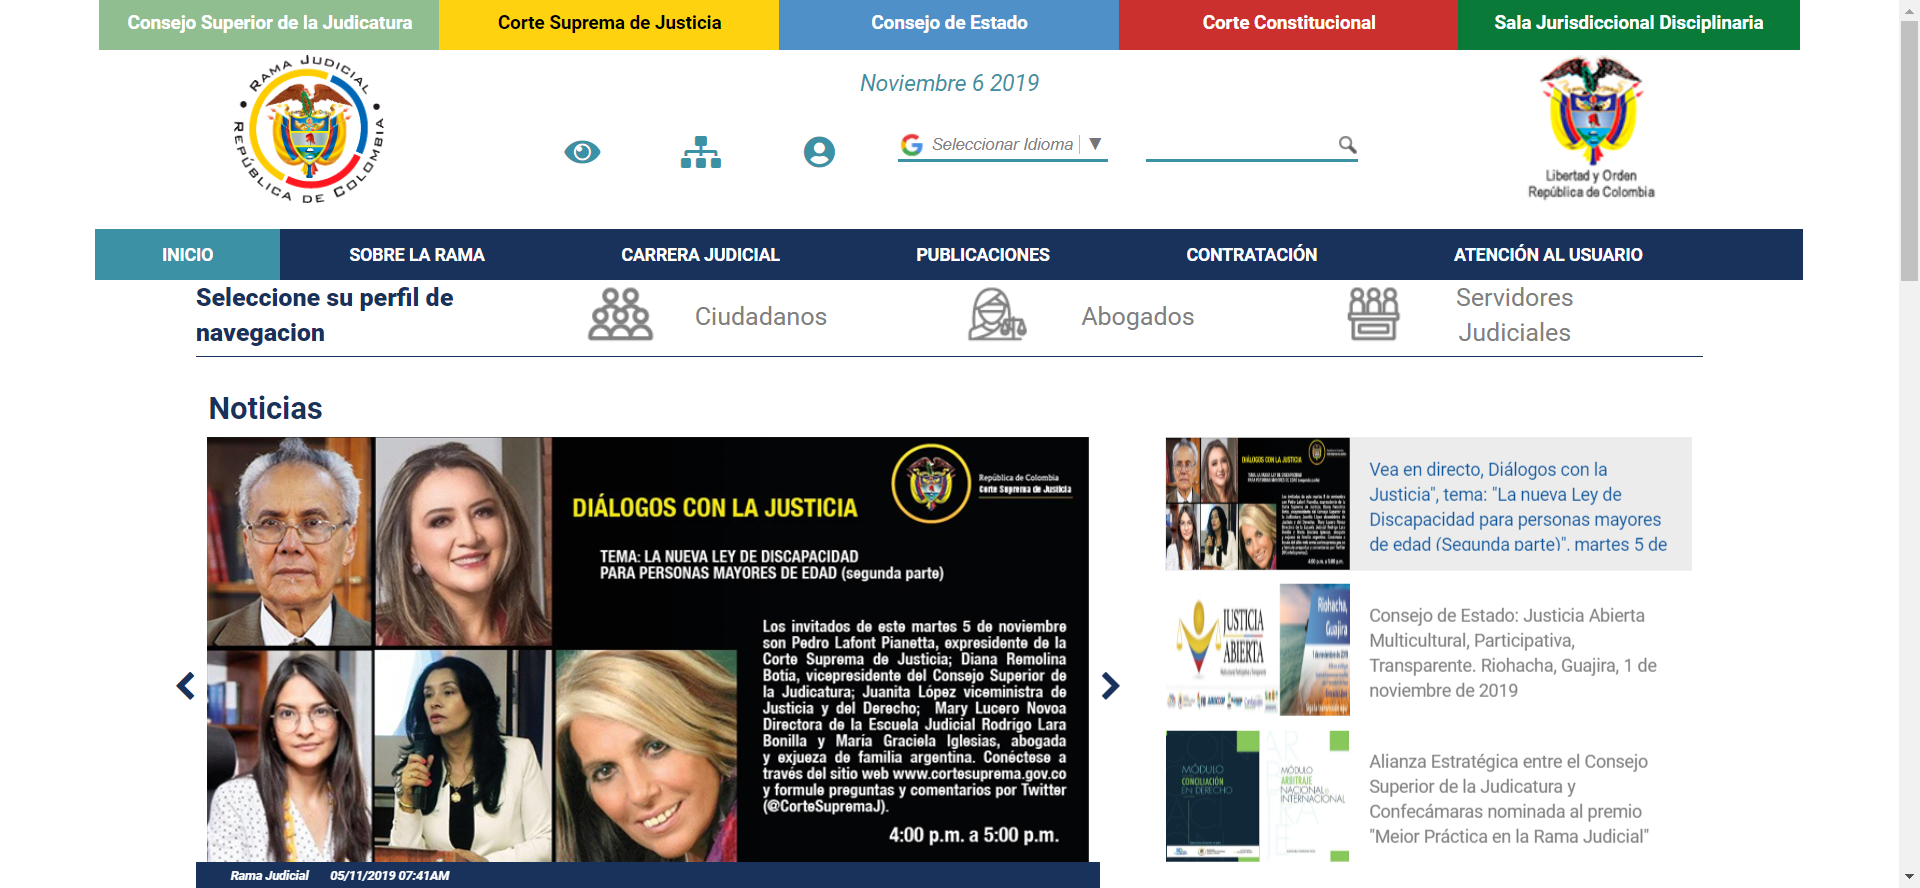 Consejo Superior de la Judicatura
Corte Suprema de Justicia
Consejo de Estado
Corte Constitucional
Sala Jurisdiccional Disciplinaria
RAMA JUDICIAL
REPÚBLICA DE COLOMBIA
Noviembre 6 2019
Seleccionar Idioma ▼
Libertad y Orden
República de Colombia
INICIO
SOBRE LA RAMA
CARRERA JUDICIAL
PUBLICACIONES
CONTRATACIÓN
ATENCIÓN AL USUARIO
Seleccione su perfil de
navegacion
Ciudadanos
Abogados
Servidores
Judiciales
Noticias
República de Colombia
Corte Suprema de Justicia
DIÁLOGOS CON LA JUSTICIA
TEMA: LA NUEVA LEY DE DISCAPACIDAD
PARA PERSONAS MAYORES DE EDAD (segunda parte)
Los invitados de este martes 5 de noviembre
son Pedro Lafont Pianetta, expresidente de la
Corte Suprema de Justicia; Diana Remolina
Botía, vicepresidente del Consejo Superior de
la Judicatura; Juanita López viceministra de
Justicia y del Derecho; Mary Lucero Novoa
Directora de la Escuela Judicial Rodrígo Lara
Bonilla y María Graciela Iglesias, abogada
y exjueza de familia argentina. Conéctese a
través del sitio web www.cortesuprema.gov.co
y formule preguntas y comentarios por Twitter
(@CorteSupremaJ).
4:00 p.m. a 5:00 p.m.
Rama Judicial 05/11/2019 07:41AM
DIÁLOGOS CON LA JUSTICIA
4:00 p.m. a 5:00 p.m.
Vea en directo, Diálogos con la
Justicia", tema: "La nueva Ley de
Discapacidad para personas mayores
de edad (Segunda parte)", martes 5 de
JUSTICIA
ABIERTA
Riohacha,
Guajira
Consejo de Estado: Justicia Abierta
Multicultural, Participativa,
Transparente. Riohacha, Guajira, 1 de
noviembre de 2019
MÓDULO
CONCILIACIÓN
EN DERECHO
MÓDULO
ARBITRAJE
NACIONAL E
INTERNACIONAL
Alianza Estratégica entre el Consejo
Superior de la Judicatura y
Confecámaras nominada al premio
"Mejor Práctica en la Rama Judicial"